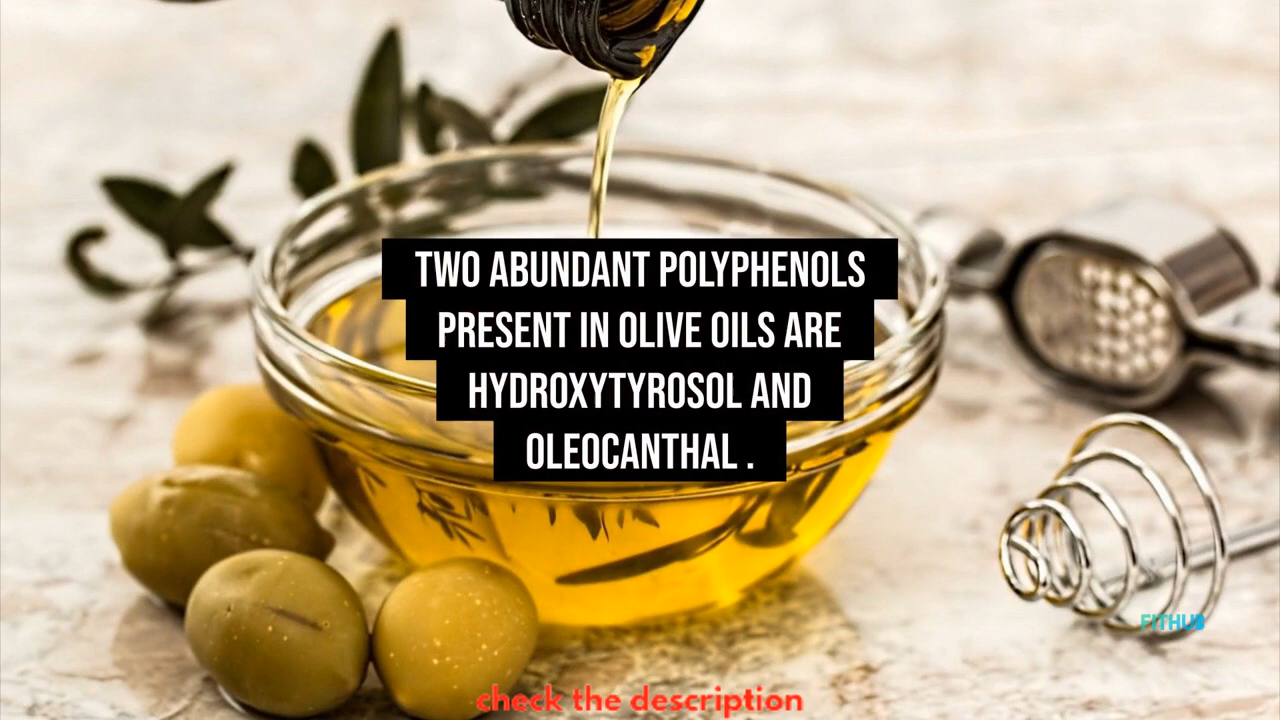 TWO ABUNDANT POLYPHENOLS
PRESENT IN OLIVE OILS ARE
HYDROXYTYROSOL AND
OLEOCANTHAL .
FITHUB
check the description